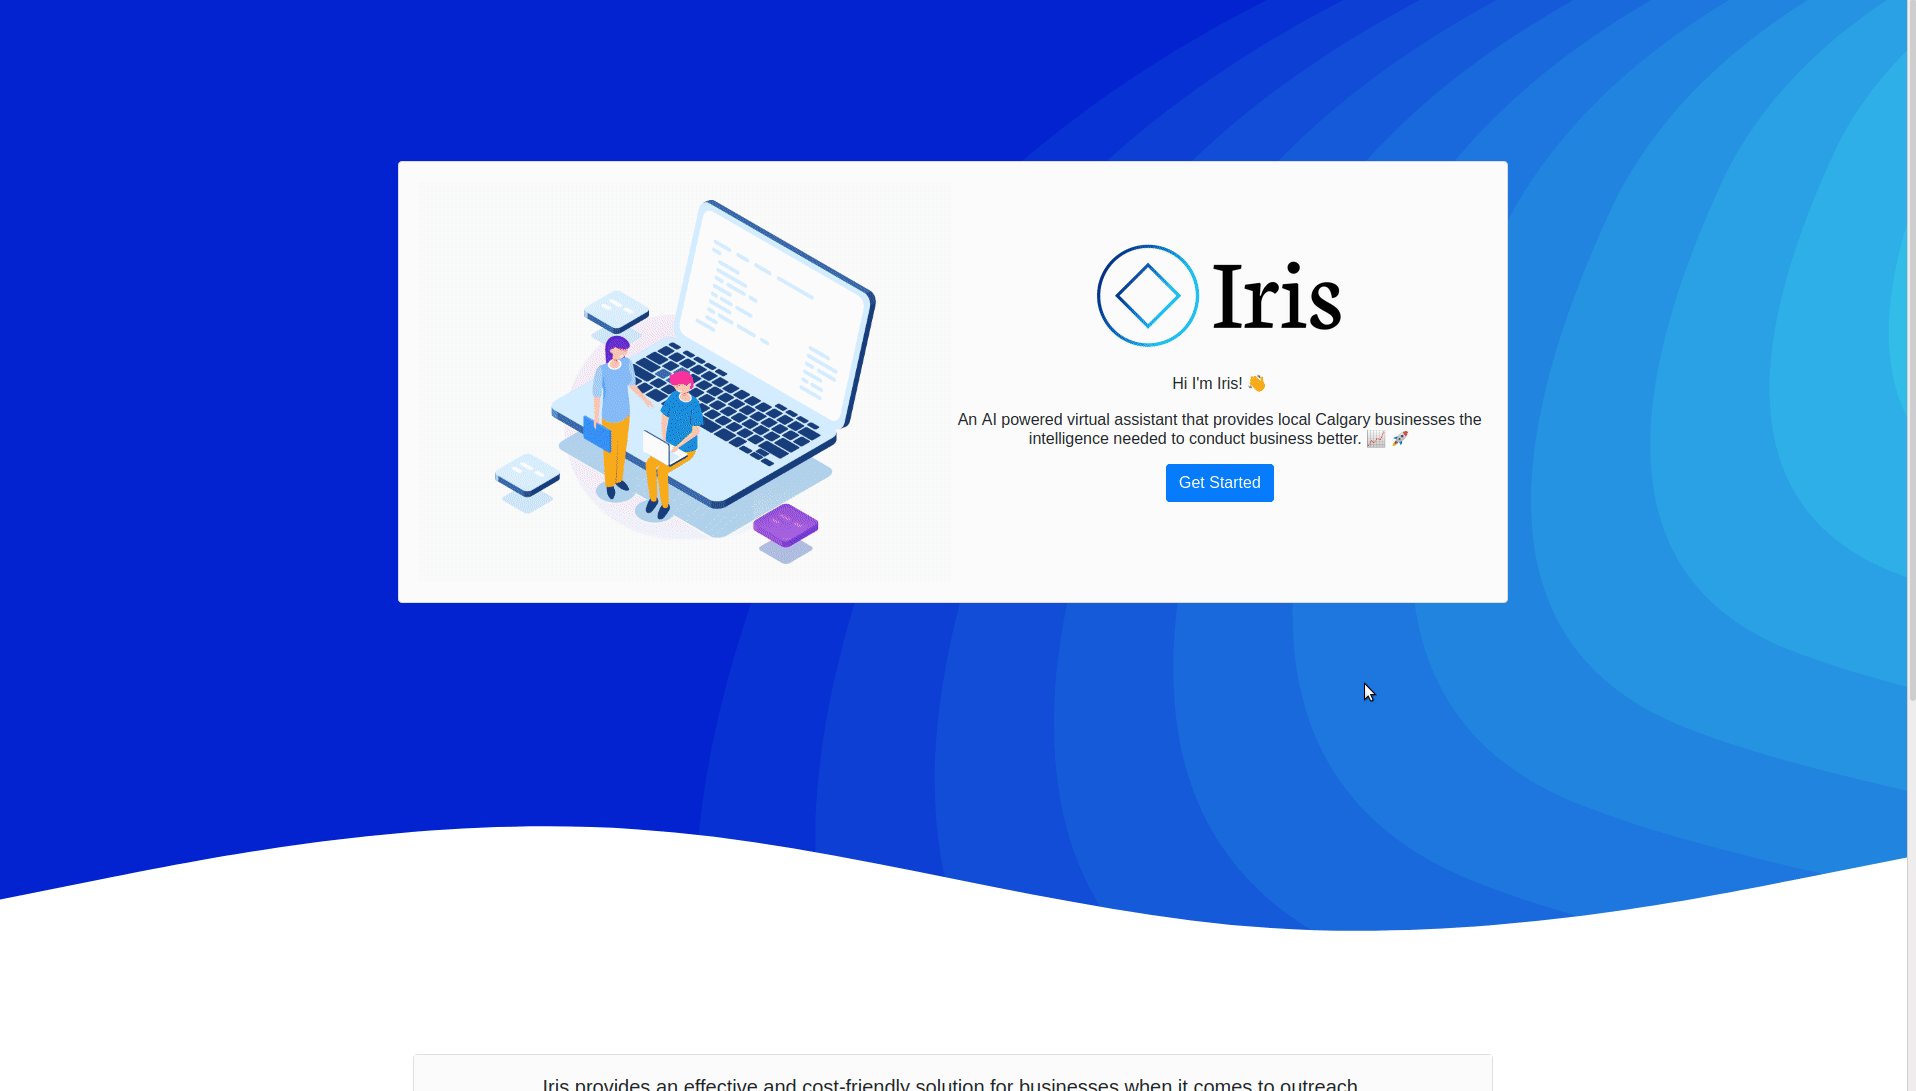 Iris
Hi I'm Iris! 👋
An AI powered virtual assistant that provides local Calgary businesses the
intelligence needed to conduct business better. 📈 🚀
Get Started
Iris provides an effective and cost-friendly solution for businesses when it comes to outreach